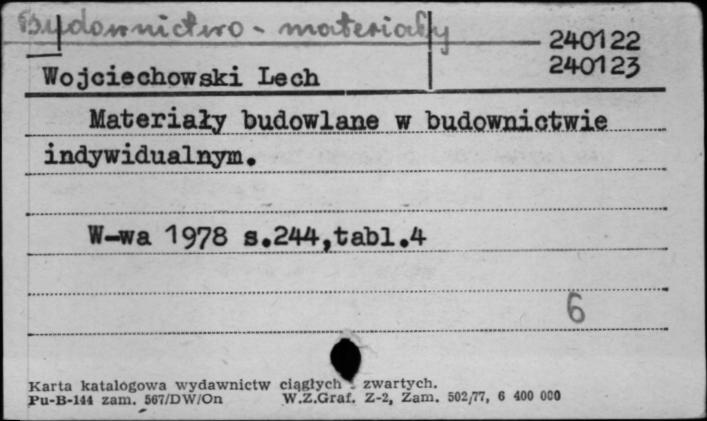 Budownictwo - materiały
240122
240123
Wojciechowski Lech
Materiały budowlane w budownictwie
indywidualnym.
W-wa 1978 s.244,tabl.4
6
Karta katalogowa wydawnictw ciągłych - zwartych.
Pu-B-144 zam. 567/DW/On W.Z.Graf. Z-2, Zam. 502/77, 6 400 000